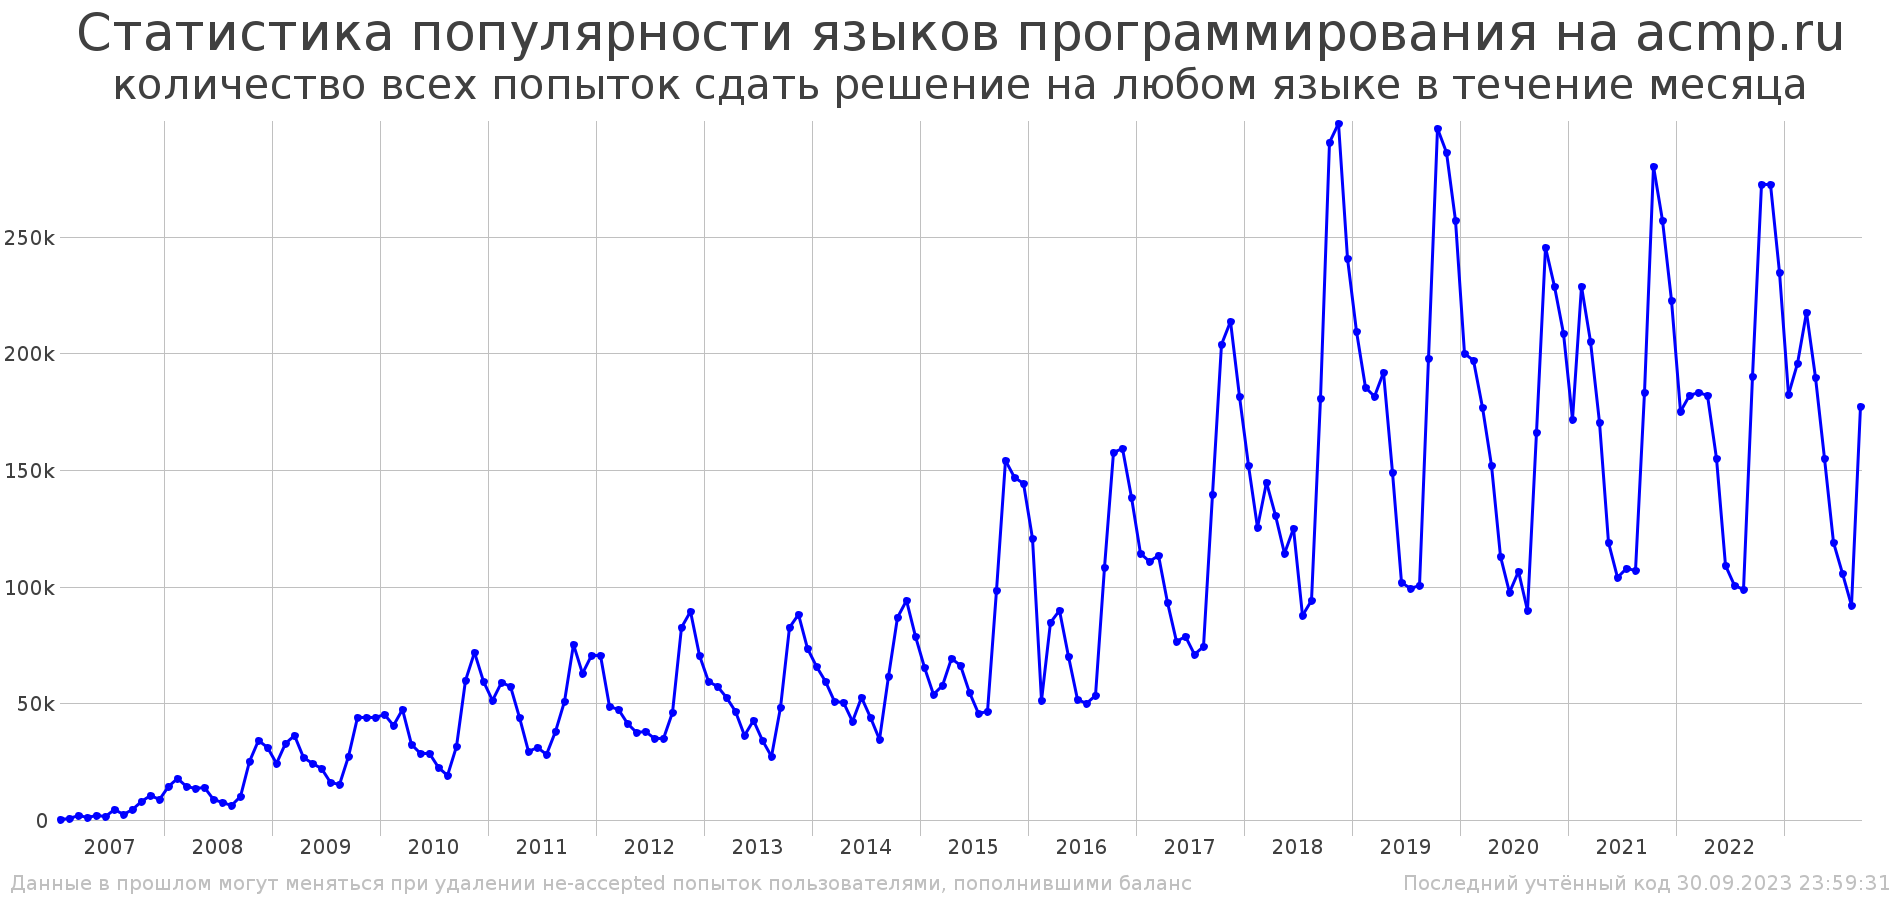 Статистика популярности языков программирования на acmp.ru
количество всех попыток сдать решение на любом языке в течение месяца
250k
200k
150k
100k
50k
0
2007 2008 2009 2010 2011 2012 2013 2014 2015 2016 2017 2018 2019 2020 2021 2022
Данные в прошлом могут меняться при удалении не-accepted попыток пользователями, пополнившими баланс
Последний учтённый код 30.09.2023 23:59:31